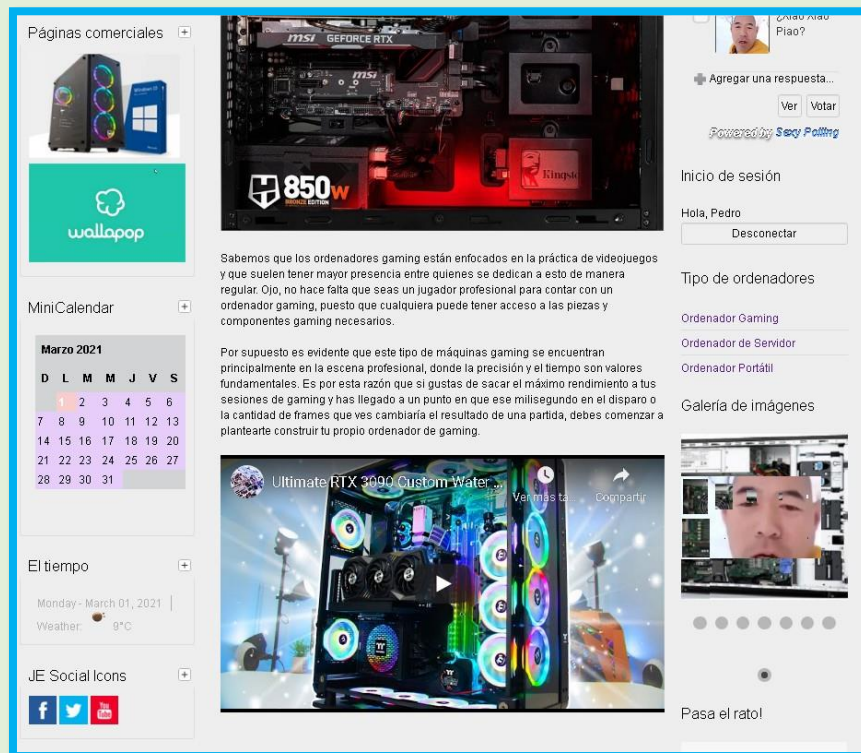 Páginas comerciales
Windows 10
wallapop
MiniCalendar
Marzo 2021
D L M M J V S
1 2 3 4 5 6
7 8 9 10 11 12 13
14 15 16 17 18 19 20
21 22 23 24 25 26 27
28 29 30 31
El tiempo
Monday - March 01, 2021
Weather: 9°C
JE Social Icons
You
Tube
msi GEFORCE RTX
msi
850w
BRONZE EDITION
Kingston
Sabemos que los ordenadores gaming están enfocados en la práctica de videojuegos
y que suelen tener mayor presencia entre quienes se dedican a esto de manera
regular. Ojo, no hace falta que seas un jugador profesional para contar con un
ordenador gaming, puesto que cualquiera puede tener acceso a las piezas y
componentes gaming necesarios.
Por supuesto es evidente que este tipo de máquinas gaming se encuentran
principalmente en la escena profesional, donde la precisión y el tiempo son valores
fundamentales. Es por esta razón que si gustas de sacar el máximo rendimiento a tus
sesiones de gaming y has llegado a un punto en que ese milisegundo en el disparo o
la cantidad de frames que ves cambiaría el resultado de una partida, debes comenzar a
plantearte construir tu propio ordenador de gaming.
Ultimate RTX 3090 Custom Water ...
Ver más ta...
Compartir
¿Xiao Xiao
Piao?
Agregar una respuesta...
Ver Votar
Powered by Sexy Polling
Inicio de sesión
Hola, Pedro
Desconectar
Tipo de ordenadores
Ordenador Gaming
Ordenador de Servidor
Ordenador Portátil
Galería de imágenes
Pasa el rato!